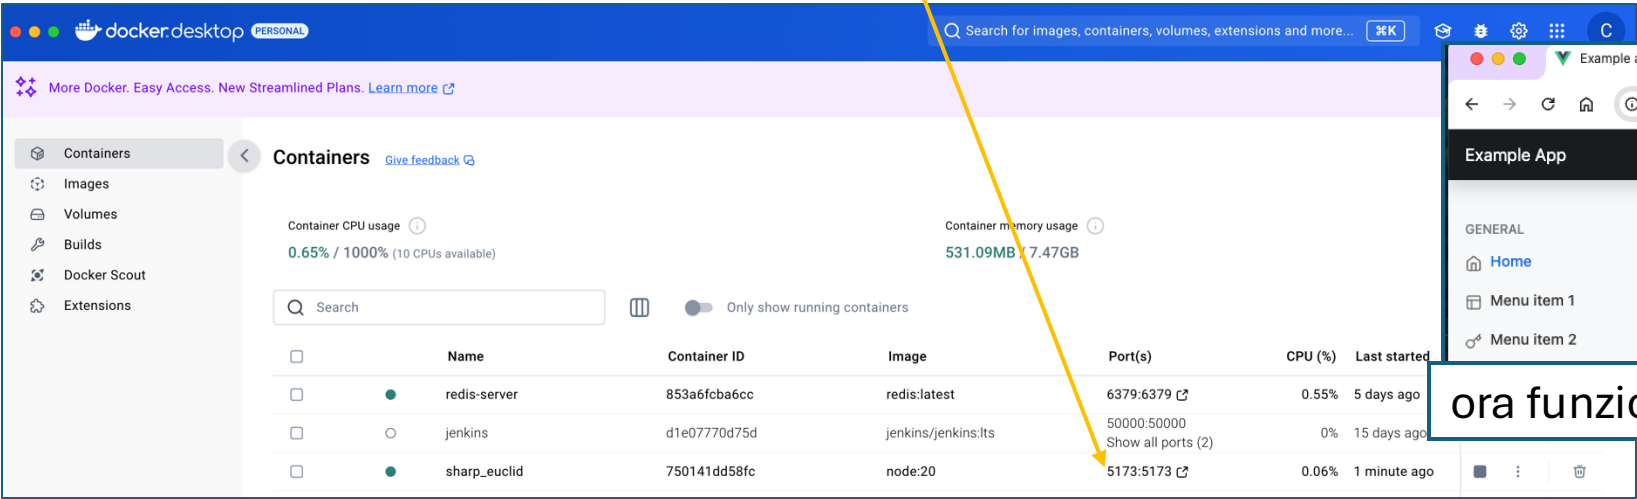 docker.desktop PERSONAL
Search for images, containers, volumes, extensions and more... ⌘K
C
More Docker. Easy Access. New Streamlined Plans. Learn more
Example
Example App
GENERAL
Home
Menu item 1
Menu item 2
ora
Containers
Images
Volumes
Builds
Docker Scout
Extensions
Containers Give feedback
Container CPU usage
0.65% / 1000% (10 CPUs available)
Container memory usage
531.09MB / 7.47GB
Search
Only show running containers
Name Container ID Image Port(s) CPU (%) Last started
redis-server 853a6fcba6cc redis:latest 6379:6379 0.55% 5 days ago
jenkins d1e07770d75d jenkins/jenkins:lts 50000:50000 0% 15 days ago
Show all ports (2)
sharp_euclid 750141dd58fc node:20 5173:5173 0.06% 1 minute ago